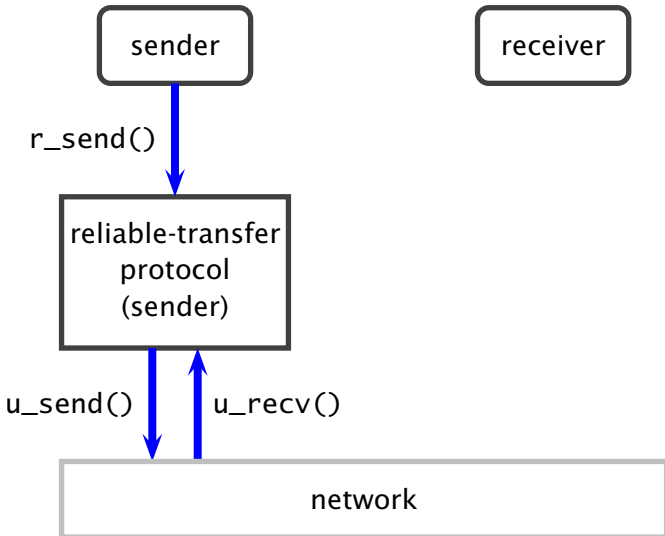 sender
receiver
r_send()
reliable-transfer
protocol
(sender)
u_send()
u_recv()
network